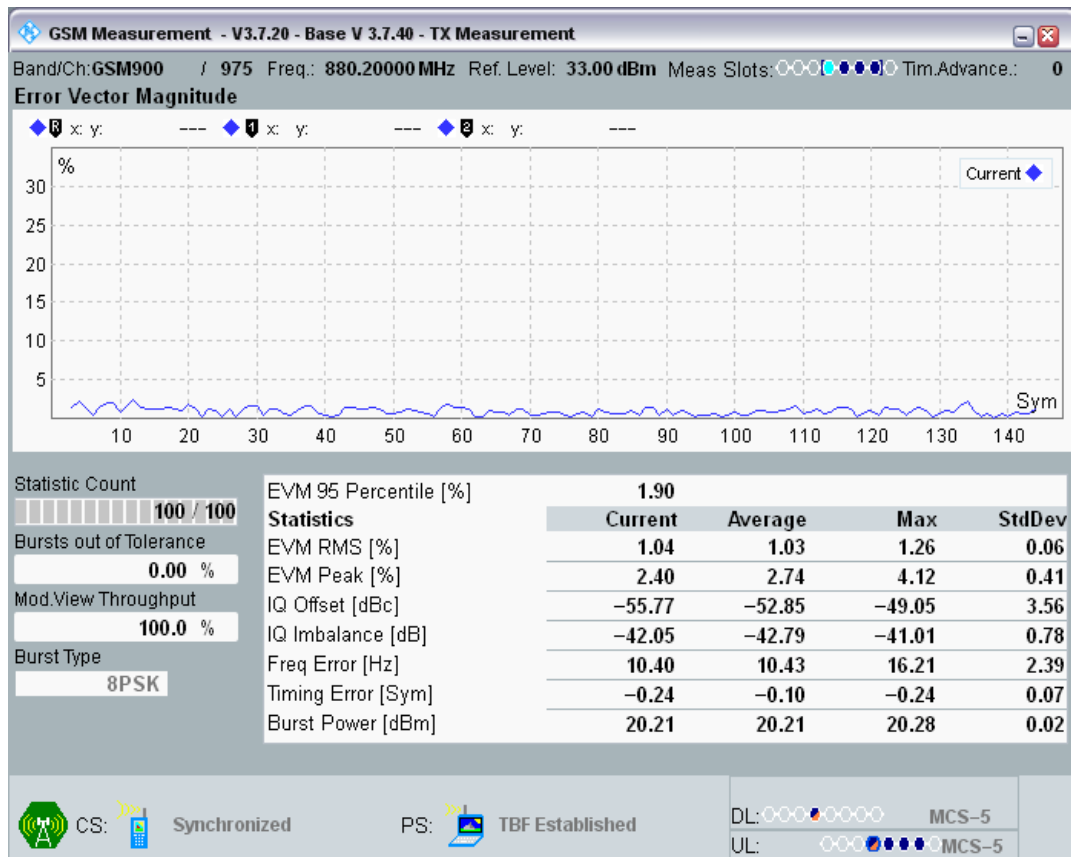 GSM Measurement - V3.7.20 - Base V 3.7.40 - TX Measurement
Band/Ch:GSM900 / 975 Freq.: 880.20000 MHz Ref. Level: 33.00 dBm Meas Slots: Tim.Advance.: 0
Error Vector Magnitude
R x: y: --- 1 x: y: --- 2 x: y: ---
%
Current
30
25
20
15
10
5
Sym
10 20 30 40 50 60 70 80 90 100 110 120 130 140
Statistic Count
100 / 100
Bursts out of Tolerance
0.00 %
Mod.View Throughput
100.0 %
Burst Type
8PSK
EVM 95 Percentile [%] 1.90
Statistics Current Average Max StdDev
EVM RMS [%] 1.04 1.03 1.26 0.06
EVM Peak [%] 2.40 2.74 4.12 0.41
IQ Offset [dBc] −55.77 −52.85 −49.05 3.56
IQ Imbalance [dB] −42.05 −42.79 −41.01 0.78
Freq Error [Hz] 10.40 10.43 16.21 2.39
Timing Error [Sym] −0.24 −0.10 −0.24 0.07
Burst Power [dBm] 20.21 20.21 20.28 0.02
CS: Synchronized PS: TBF Established
DL: MCS−5
UL: MCS−5